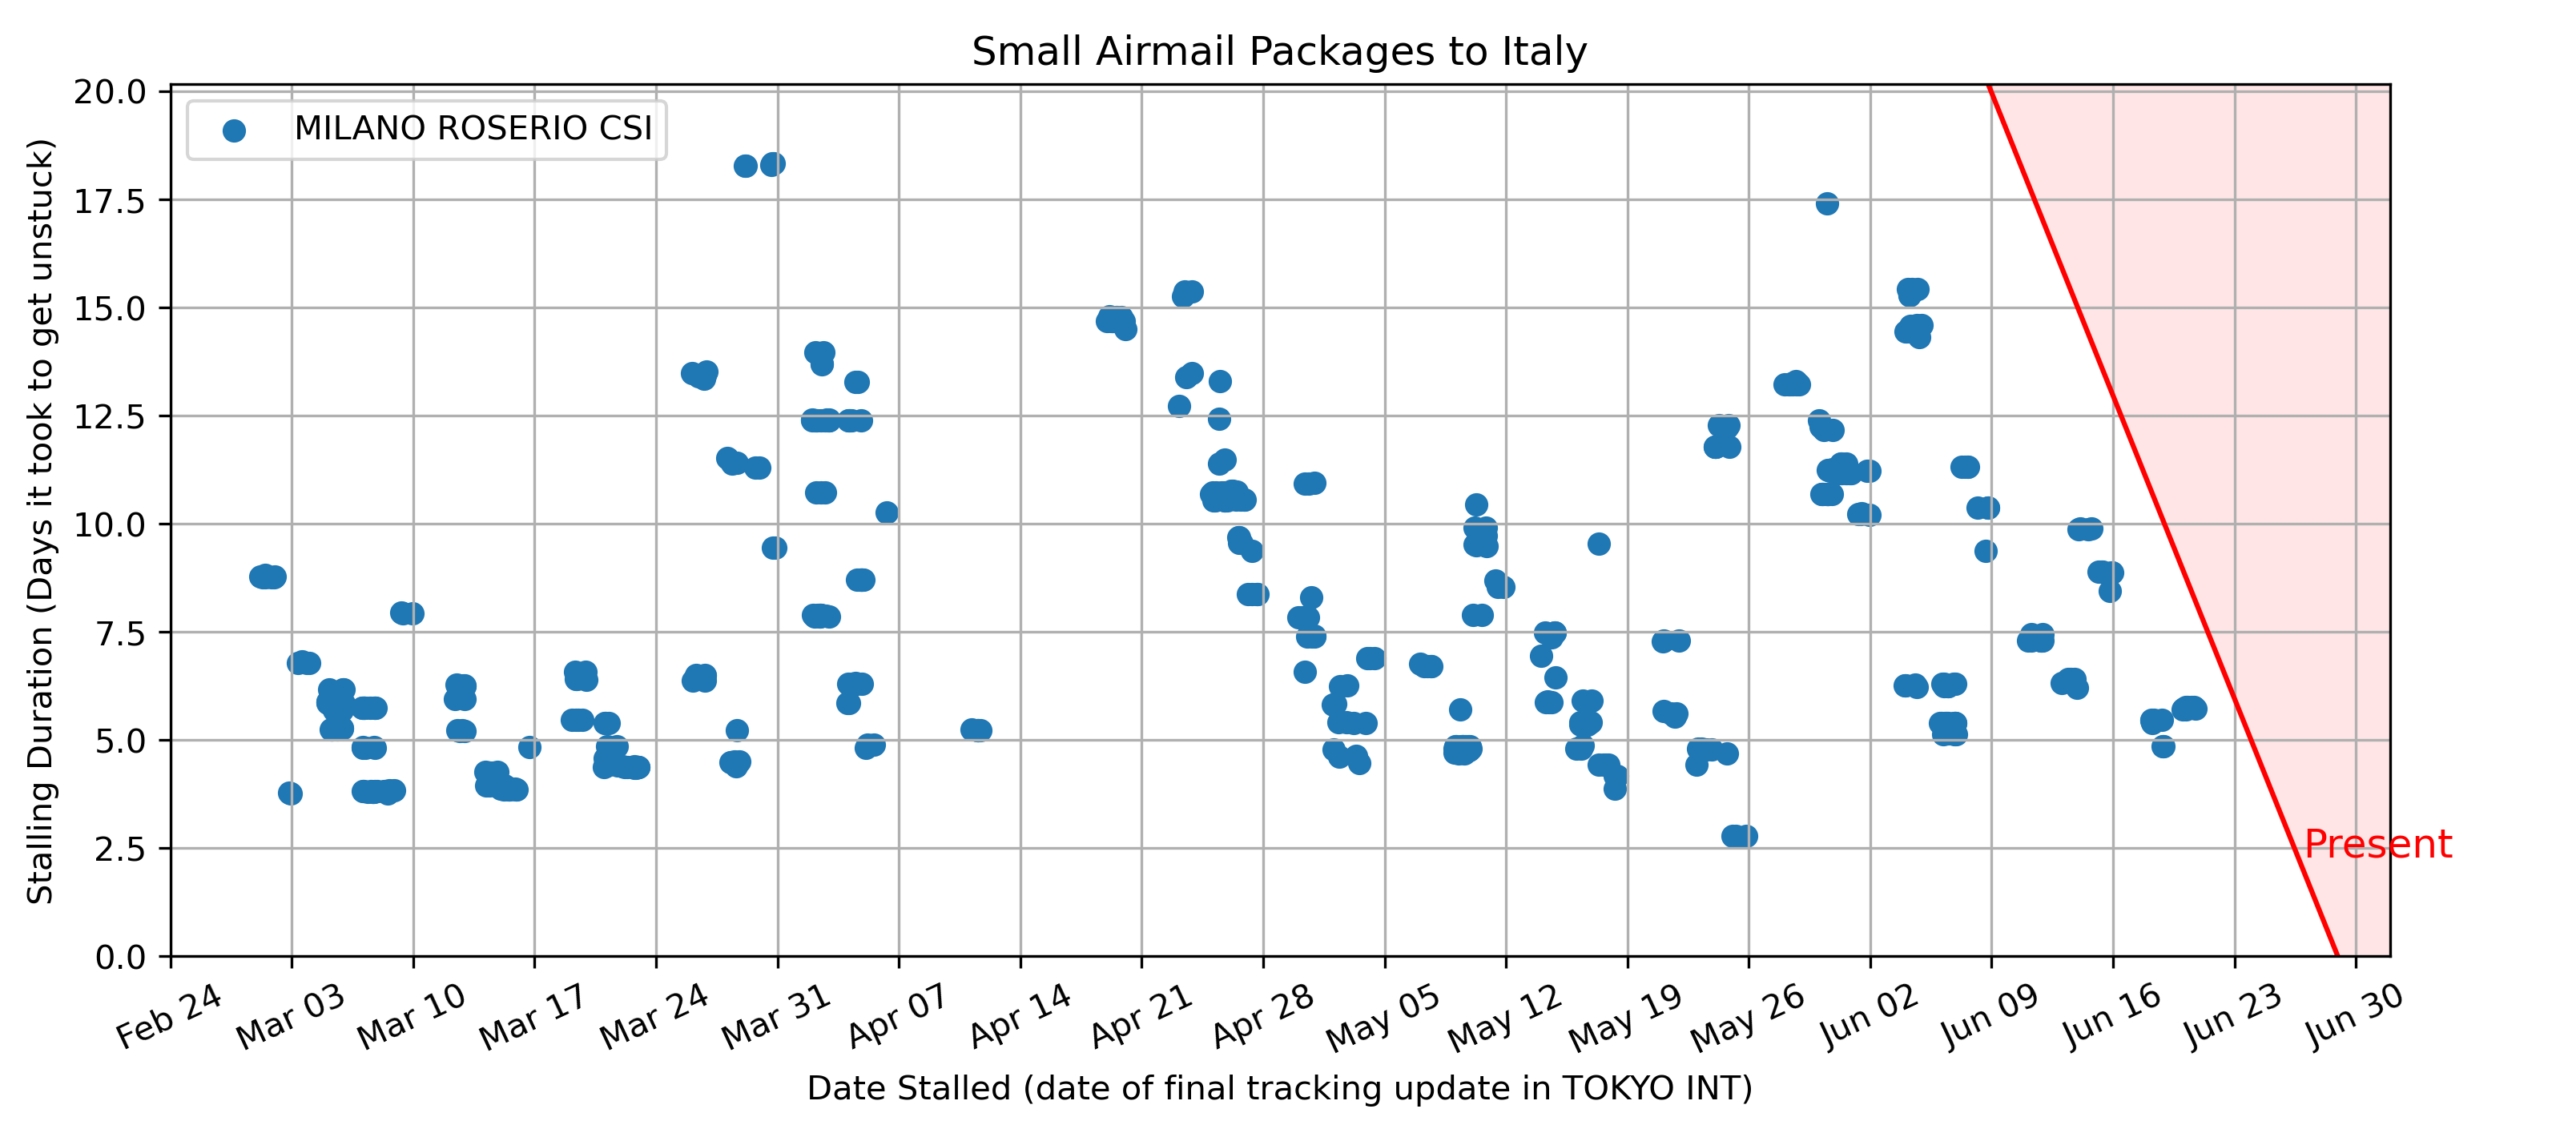 Small Airmail Packages to Italy
MILANO ROSERIO CSI
Stalling Duration (Days it took to get unstuck)
20.0
17.5
15.0
12.5
10.0
7.5
5.0
2.5
0.0
Present
Feb 24
Mar 03
Mar 10
Mar 17
Mar 24
Mar 31
Apr 07
Apr 14
Apr 21
Apr 28
May 05
May 12
May 19
May 26
Jun 02
Jun 09
Jun 16
Jun 23
Jun 30
Date Stalled (date of final tracking update in TOKYO INT)